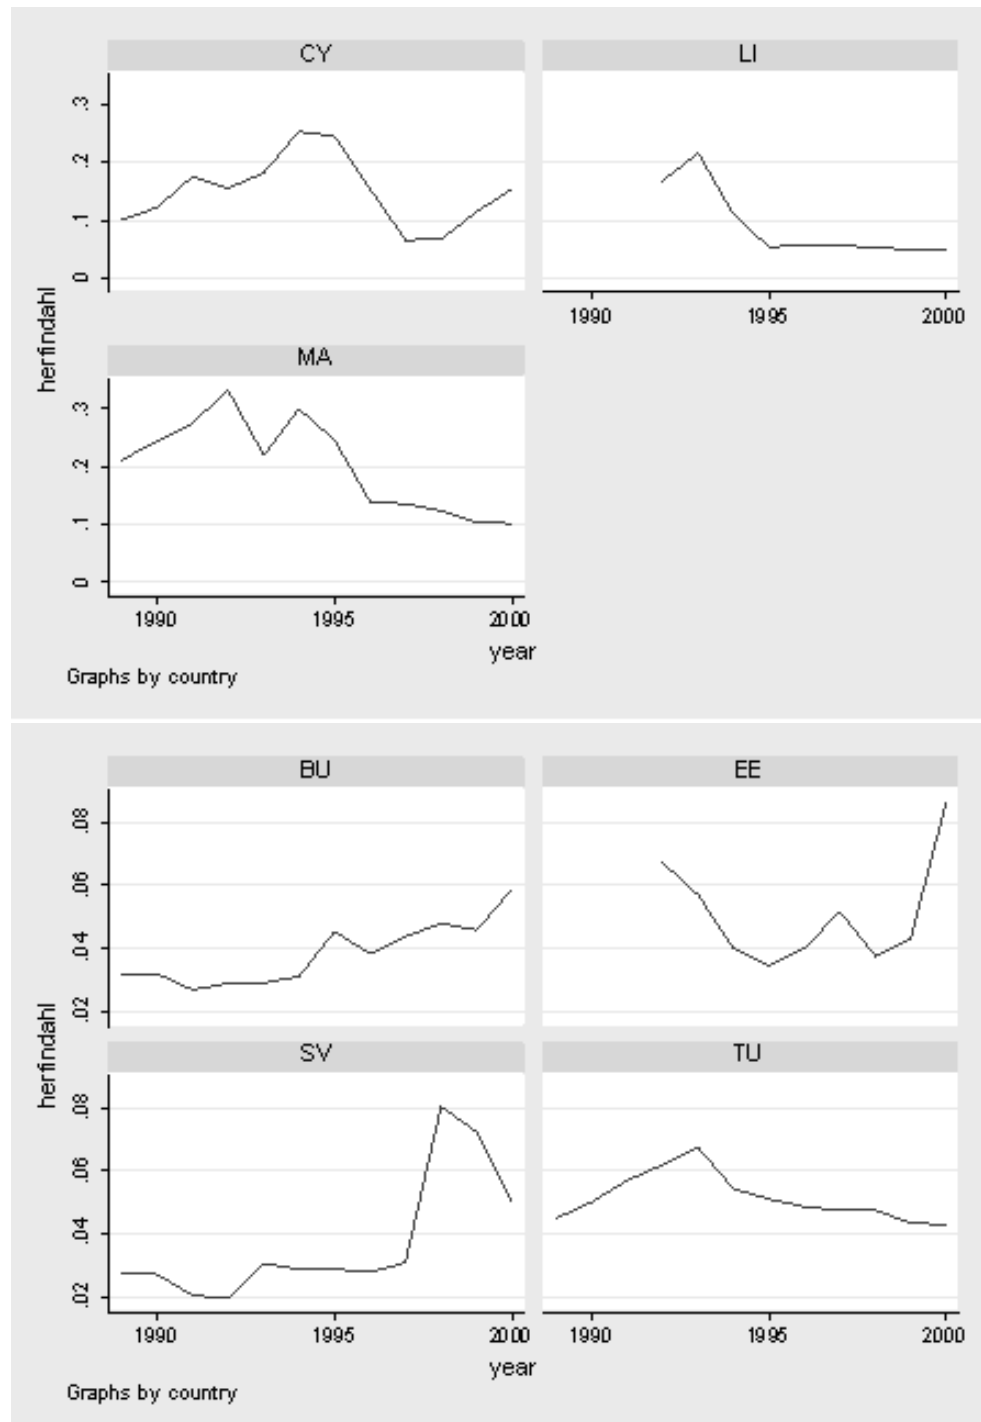 CY
LI
.3
.2
.1
0
1990 1995 2000
herfindahl
MA
.3
.2
.1
0
1990 1995 2000
year
Graphs by country
BU
EE
.08
.06
.04
.02
herfindahl
SV
TU
.08
.06
.04
.02
1990 1995 2000
1990 1995 2000
year
Graphs by country